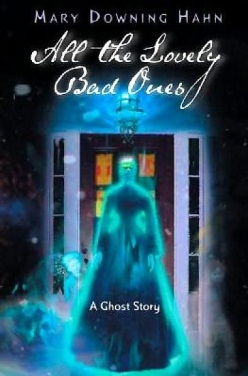 MARY DOWNING HAHN
All the Lovely
Bad Ones
A Ghost Story